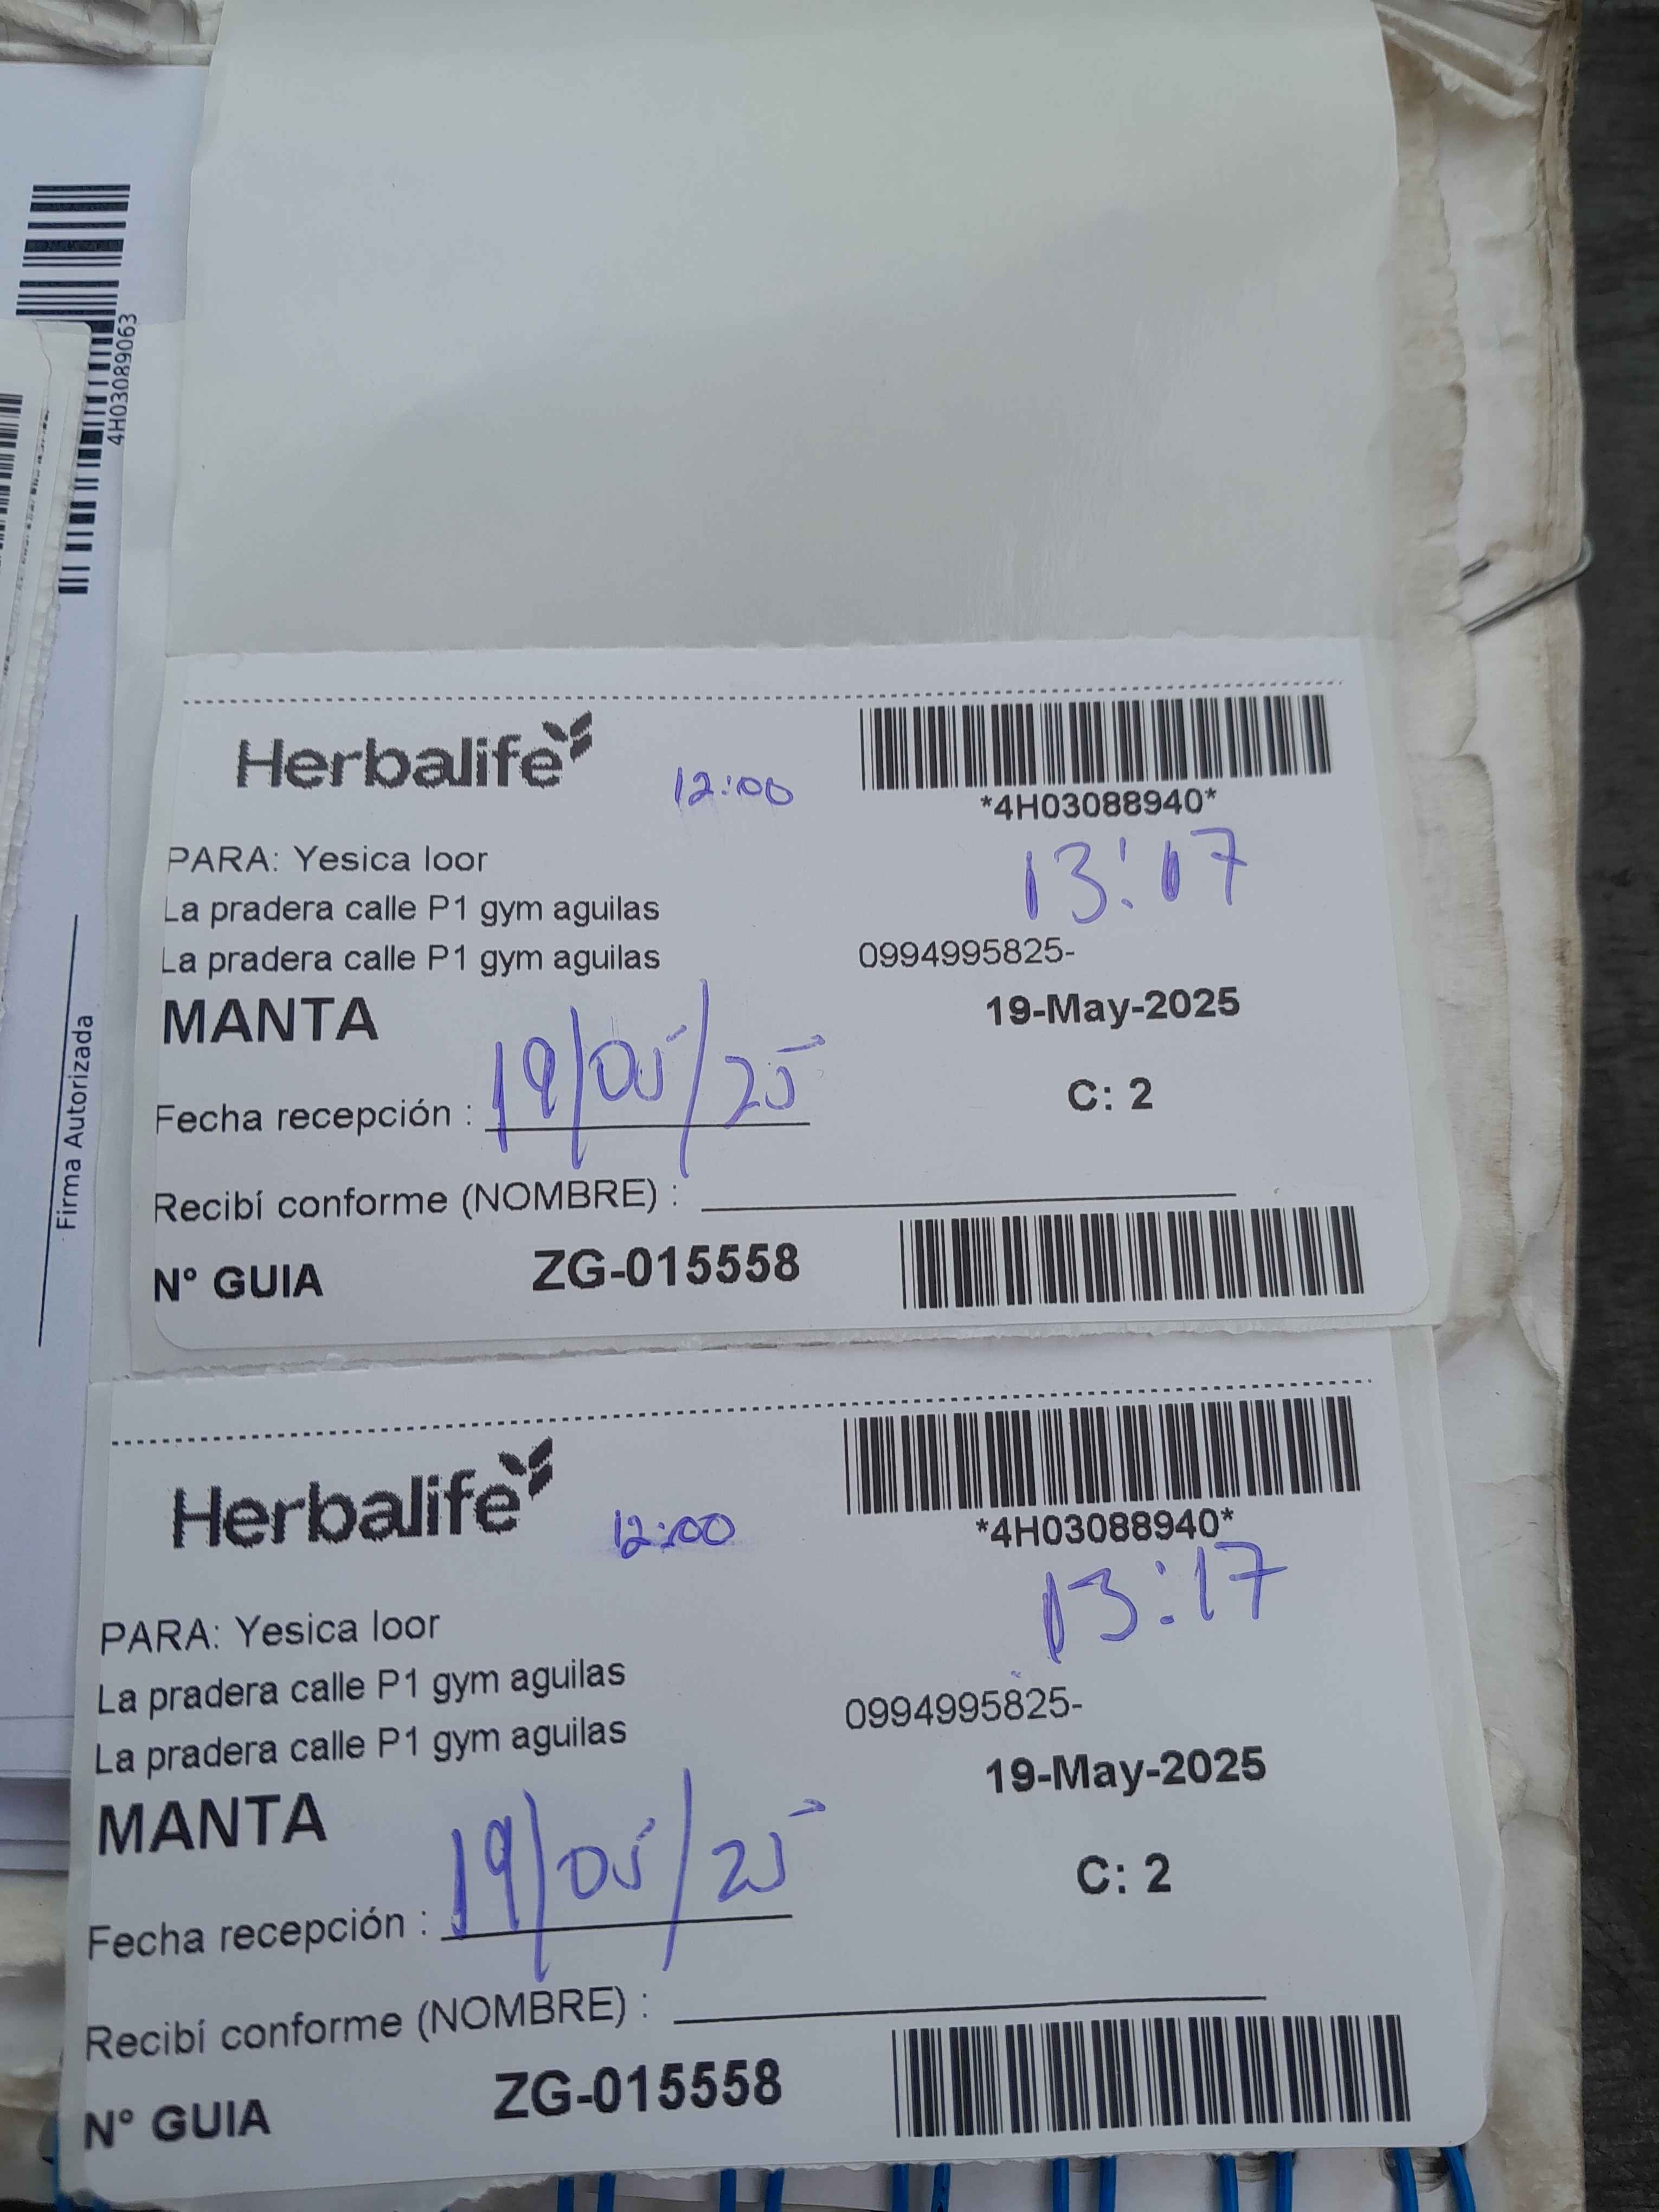 4H03089063
Firma Autorizada
Herbalife
12:00
*4H03088940*
13:17
PARA: Yesica loor
La pradera calle P1 gym aguilas
La pradera calle P1 gym aguilas
0994995825-
MANTA
19-May-2025
Fecha recepción : 19/05/25
C: 2
Recibí conforme (NOMBRE) :
N° GUIA ZG-015558
Herbalife
12:00
*4H03088940*
13:17
PARA: Yesica loor
La pradera calle P1 gym aguilas
La pradera calle P1 gym aguilas
0994995825-
MANTA
19-May-2025
Fecha recepción : 19/05/25
C: 2
Recibí conforme (NOMBRE) :
N° GUIA ZG-015558